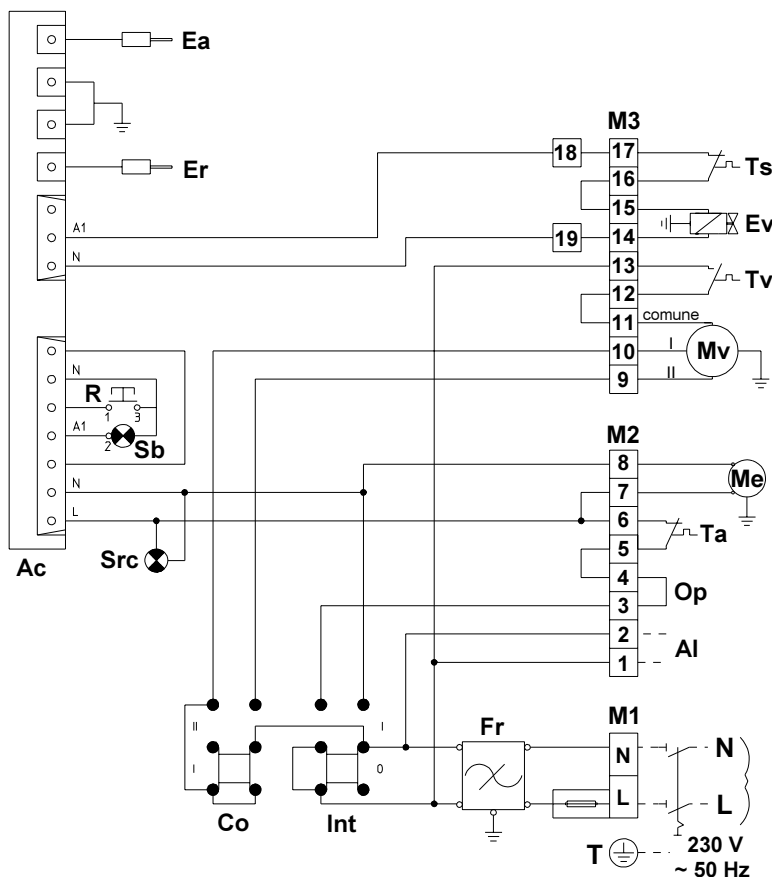 Ea
Er
A1
N
N
R
1
3
A1
2
Sb
N
L
Ac
Src
M3
18
17
Ts
16
15
Ev
19
14
13
Tv
12
11
comune
10
I
Mv
9
II
M2
8
Me
7
6
Ta
5
4
Op
3
2
Al
1
II
I
I
0
Co
Int
Fr
M1
N
N
L
L
T
230 V
~ 50 Hz